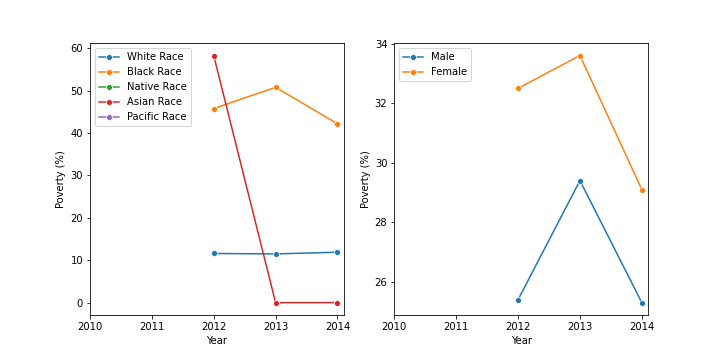 60
50
40
30
20
10
0
Poverty (%)
White Race
Black Race
Native Race
Asian Race
Pacific Race
2010 2011 2012 2013 2014
Year
34
32
30
28
26
Poverty (%)
Male
Female
2010 2011 2012 2013 2014
Year